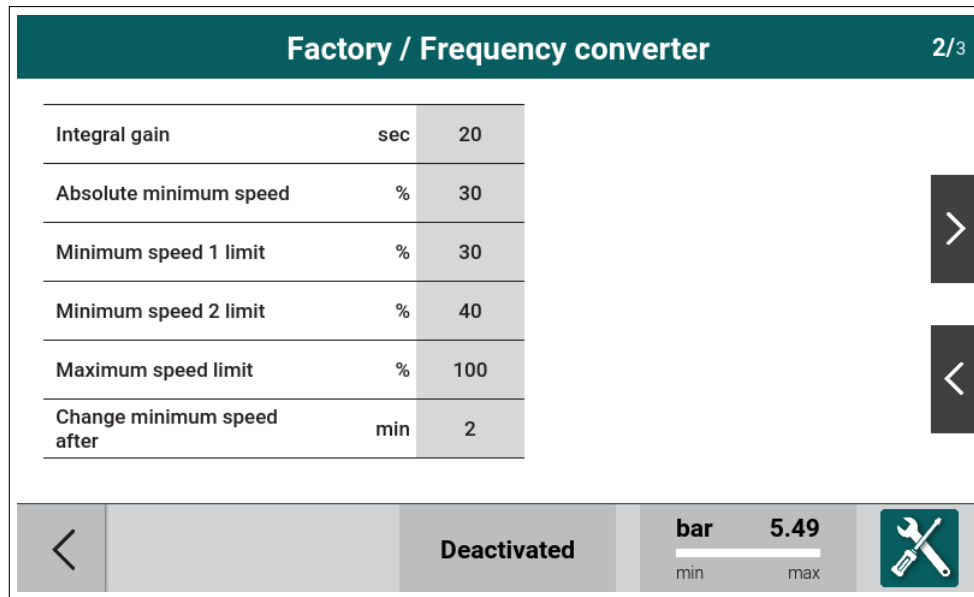 Factory / Frequency converter
2/3
Integral gain sec 20
Absolute minimum speed % 30
Minimum speed 1 limit % 30
Minimum speed 2 limit % 40
Maximum speed limit % 100
Change minimum speed
after min 2
Deactivated
bar 5.49
min max